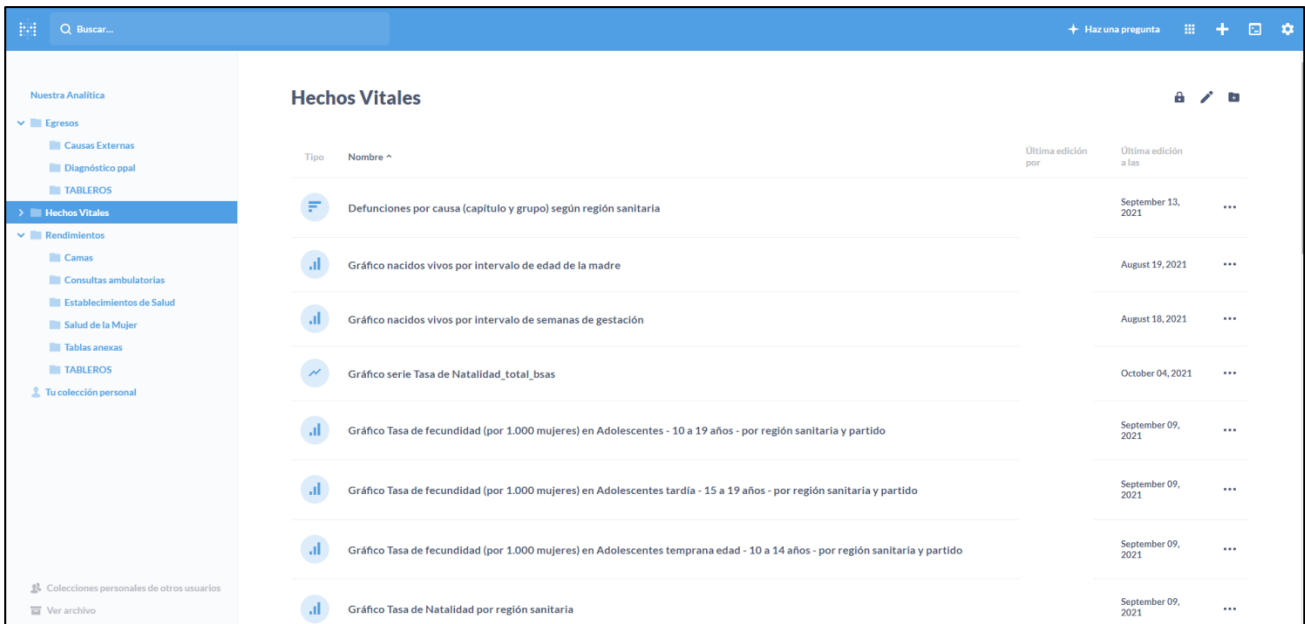 Buscar...
Haz una pregunta
Nuestra Analítica
Egresos
Causas Externas
Diagnóstico ppal
TABLEROS
Hechos Vitales
Rendimientos
Camas
Consultas ambulatorias
Establecimientos de Salud
Salud de la Mujer
Tablas anexas
TABLEROS
Tu colección personal
Colecciones personales de otros usuarios
Ver archivo
Hechos Vitales
Tipo Nombre Última edición por Última edición a las
Defunciones por causa (capítulo y grupo) según región sanitaria September 13, 2021
Gráfico nacidos vivos por intervalo de edad de la madre August 19, 2021
Gráfico nacidos vivos por intervalo de semanas de gestación August 18, 2021
Gráfico serie Tasa de Natalidad_total_bsas October 04, 2021
Gráfico Tasa de fecundidad (por 1.000 mujeres) en Adolescentes - 10 a 19 años - por región sanitaria y partido September 09, 2021
Gráfico Tasa de fecundidad (por 1.000 mujeres) en Adolescentes tardía - 15 a 19 años - por región sanitaria y partido September 09, 2021
Gráfico Tasa de fecundidad (por 1.000 mujeres) en Adolescentes temprana edad - 10 a 14 años - por región sanitaria y partido September 09, 2021
Gráfico Tasa de Natalidad por región sanitaria September 09, 2021